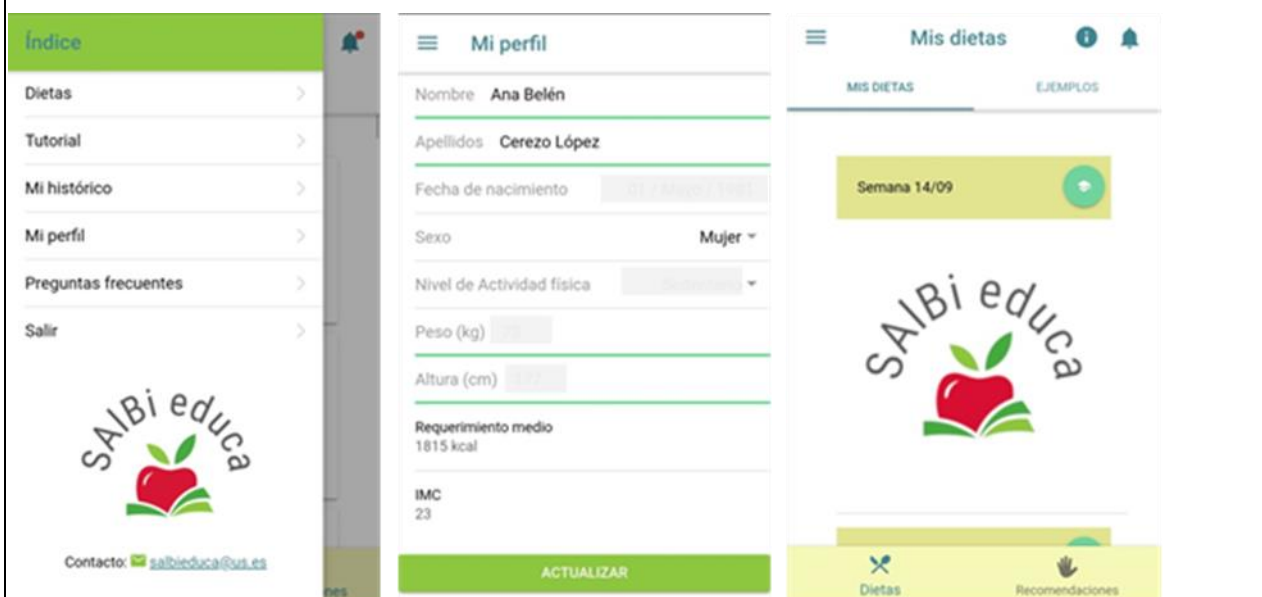 Índice
Dietas
Tutorial
Mi histórico
Mi perfil
Preguntas frecuentes
Salir
SAlBi educa
Contacto: salbieduca@us.es
nes
Mi perfil
Nombre Ana Belén
Apellidos Cerezo López
Fecha de nacimiento
Sexo Mujer
Nivel de Actividad física
Peso (kg)
Altura (cm)
Requerimiento medio
1815 kcal
IMC
23
ACTUALIZAR
Mis dietas
MIS DIETAS EJEMPLOS
Semana 14/09
SAlBi educa
Dietas Recomendaciones